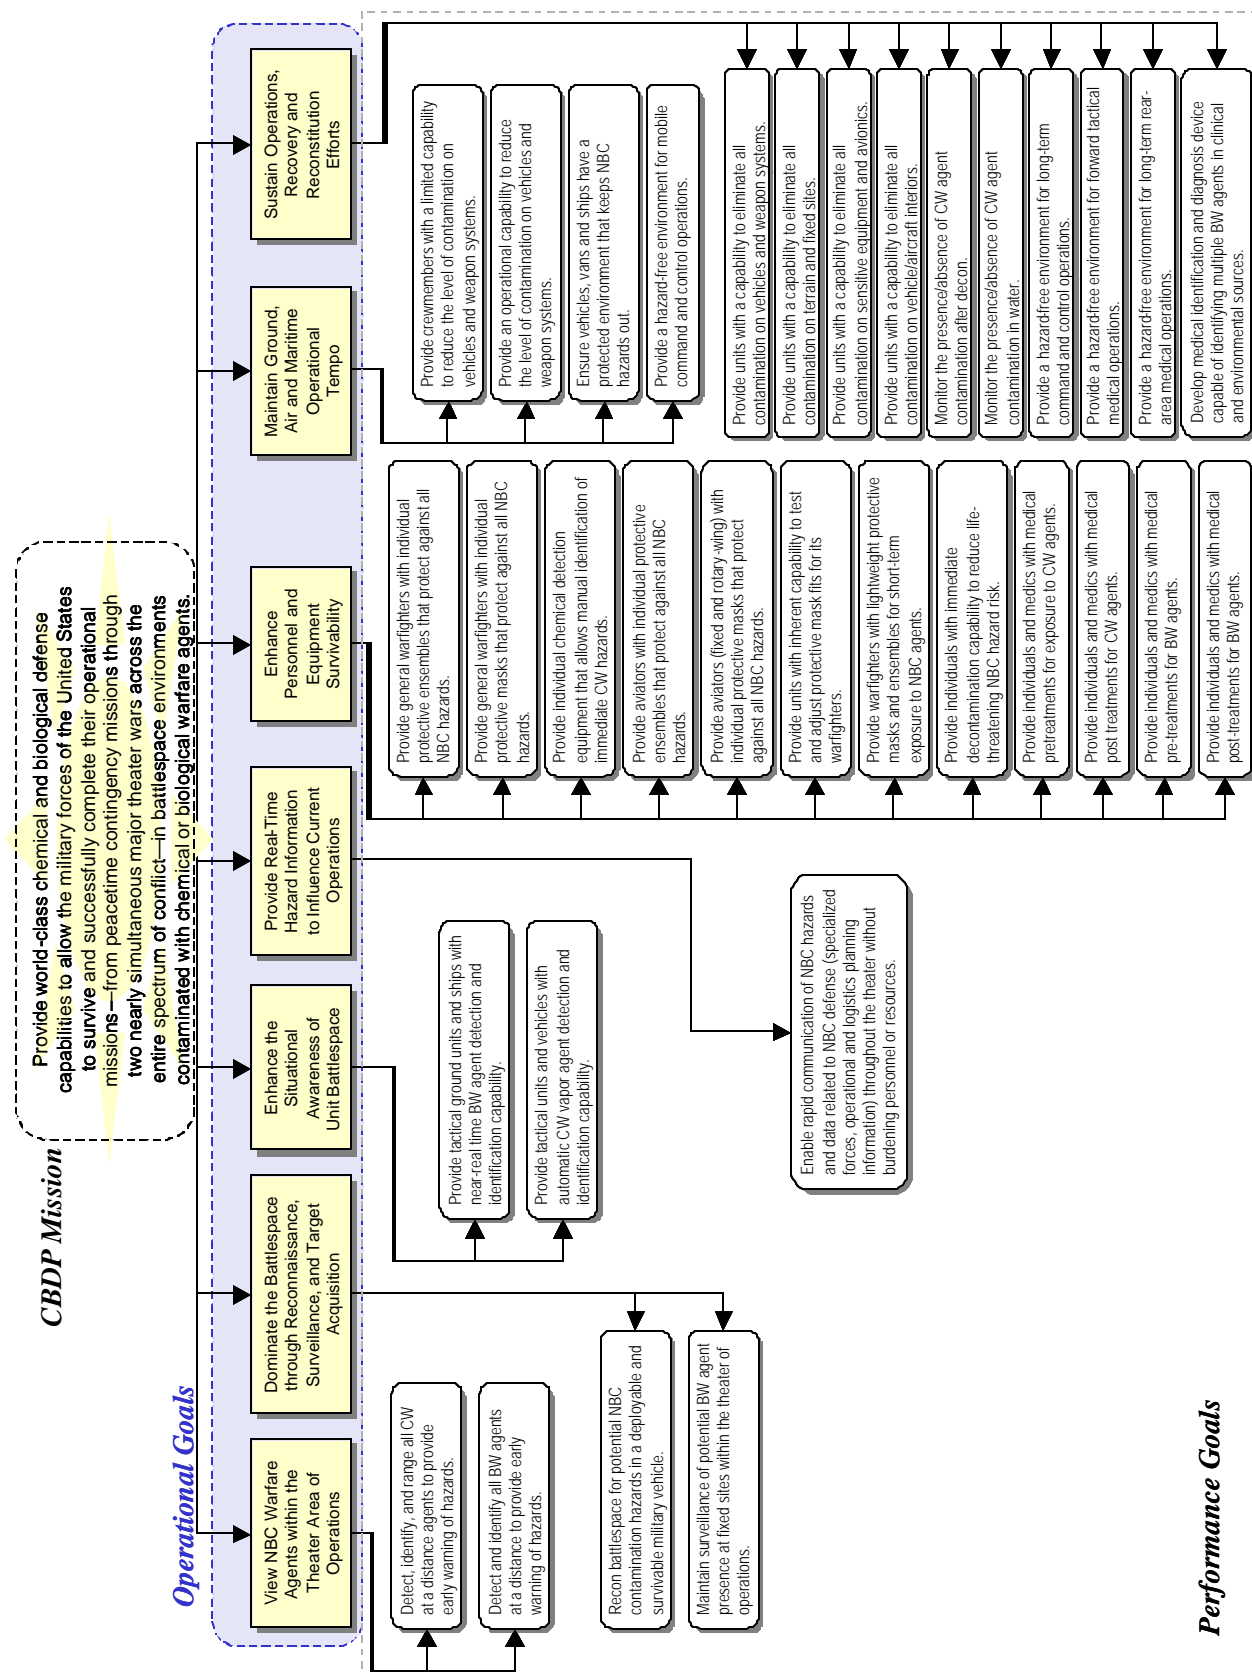 CBDP Mission
Provide world-class chemical and biological defense
capabilities to allow the military forces of the United States
to survive and successfully complete their operational
missions—from peacetime contingency missions through
two nearly simultaneous major theater wars across the
entire spectrum of conflict—in battlespace environments
contaminated with chemical or biological warfare agents.
Operational Goals
View NBC Warfare
Agents within the
Theater Area of
Operations
Dominate the Battlespace
through Reconnaissance,
Surveillance, and Target
Acquisition
Enhance the
Situational
Awareness of
Unit Battlespace
Provide Real-Time
Hazard Information
to Influence Current
Operations
Enhance
Personnel and
Equipment
Survivability
Maintain Ground,
Air and Maritime
Operational
Tempo
Sustain Operations,
Recovery and
Reconstitution
Efforts
Detect, identify, and range all CW
at a distance agents to provide
early warning of hazards.
Detect and identify all BW agents
at a distance to provide early
warning of hazards.
Recon battlespace for potential NBC
contamination hazards in a deployable and
survivable military vehicle.
Maintain surveillance of potential BW agent
presence at fixed sites within the theater of
operations.
Provide tactical ground units and ships with
near-real time BW agent detection and
identification capability.
Provide tactical units and vehicles with
automatic CW vapor agent detection and
identification capability.
Enable rapid communication of NBC hazards
and data related to NBC defense (specialized
forces, operational and logistics planning
information) throughout the theater without
burdening personnel or resources.
Provide general warfighters with individual
protective ensembles that protect against all
NBC hazards.
Provide general warfighters with individual
protective masks that protect against all NBC
hazards.
Provide individual chemical detection
equipment that allows manual identification of
immediate CW hazards.
Provide aviators with individual protective
ensembles that protect against all NBC
hazards.
Provide aviators (fixed and rotary-wing) with
individual protective masks that protect
against all NBC hazards.
Provide units with inherent capability to test
and adjust protective mask fits for its
warfighters.
Provide warfighters with lightweight protective
masks and ensembles for short-term
exposure to NBC agents.
Provide individuals with immediate
decontamination capability to reduce life-
threatening NBC hazard risk.
Provide individuals and medics with medical
pretreatments for exposure to CW agents.
Provide individuals and medics with medical
post treatments for CW agents.
Provide individuals and medics with medical
pre-treatments for BW agents.
Provide individuals and medics with medical
post-treatments for BW agents.
Provide crewmembers with a limited capability
to reduce the level of contamination on
vehicles and weapon systems.
Provide an operational capability to reduce
the level of contamination on vehicles and
weapon systems.
Ensure vehicles, vans and ships have a
protected environment that keeps NBC
hazards out.
Provide a hazard-free environment for mobile
command and control operations.
Provide units with a capability to eliminate all
contamination on vehicles and weapon systems.
Provide units with a capability to eliminate all
contamination on terrain and fixed sites.
Provide units with a capability to eliminate all
contamination on sensitive equipment and avionics.
Provide units with a capability to eliminate all
contamination on vehicle/aircraft interiors.
Monitor the presence/absence of CW agent
contamination after decon.
Monitor the presence/absence of CW agent
contamination in water.
Provide a hazard-free environment for long-term
command and control operations.
Provide a hazard-free environment for forward tactical
medical operations.
Provide a hazard-free environment for long-term rear-
area medical operations.
Develop medical identification and diagnosis device
capable of identifying multiple BW agents in clinical
and environmental sources.
Performance Goals